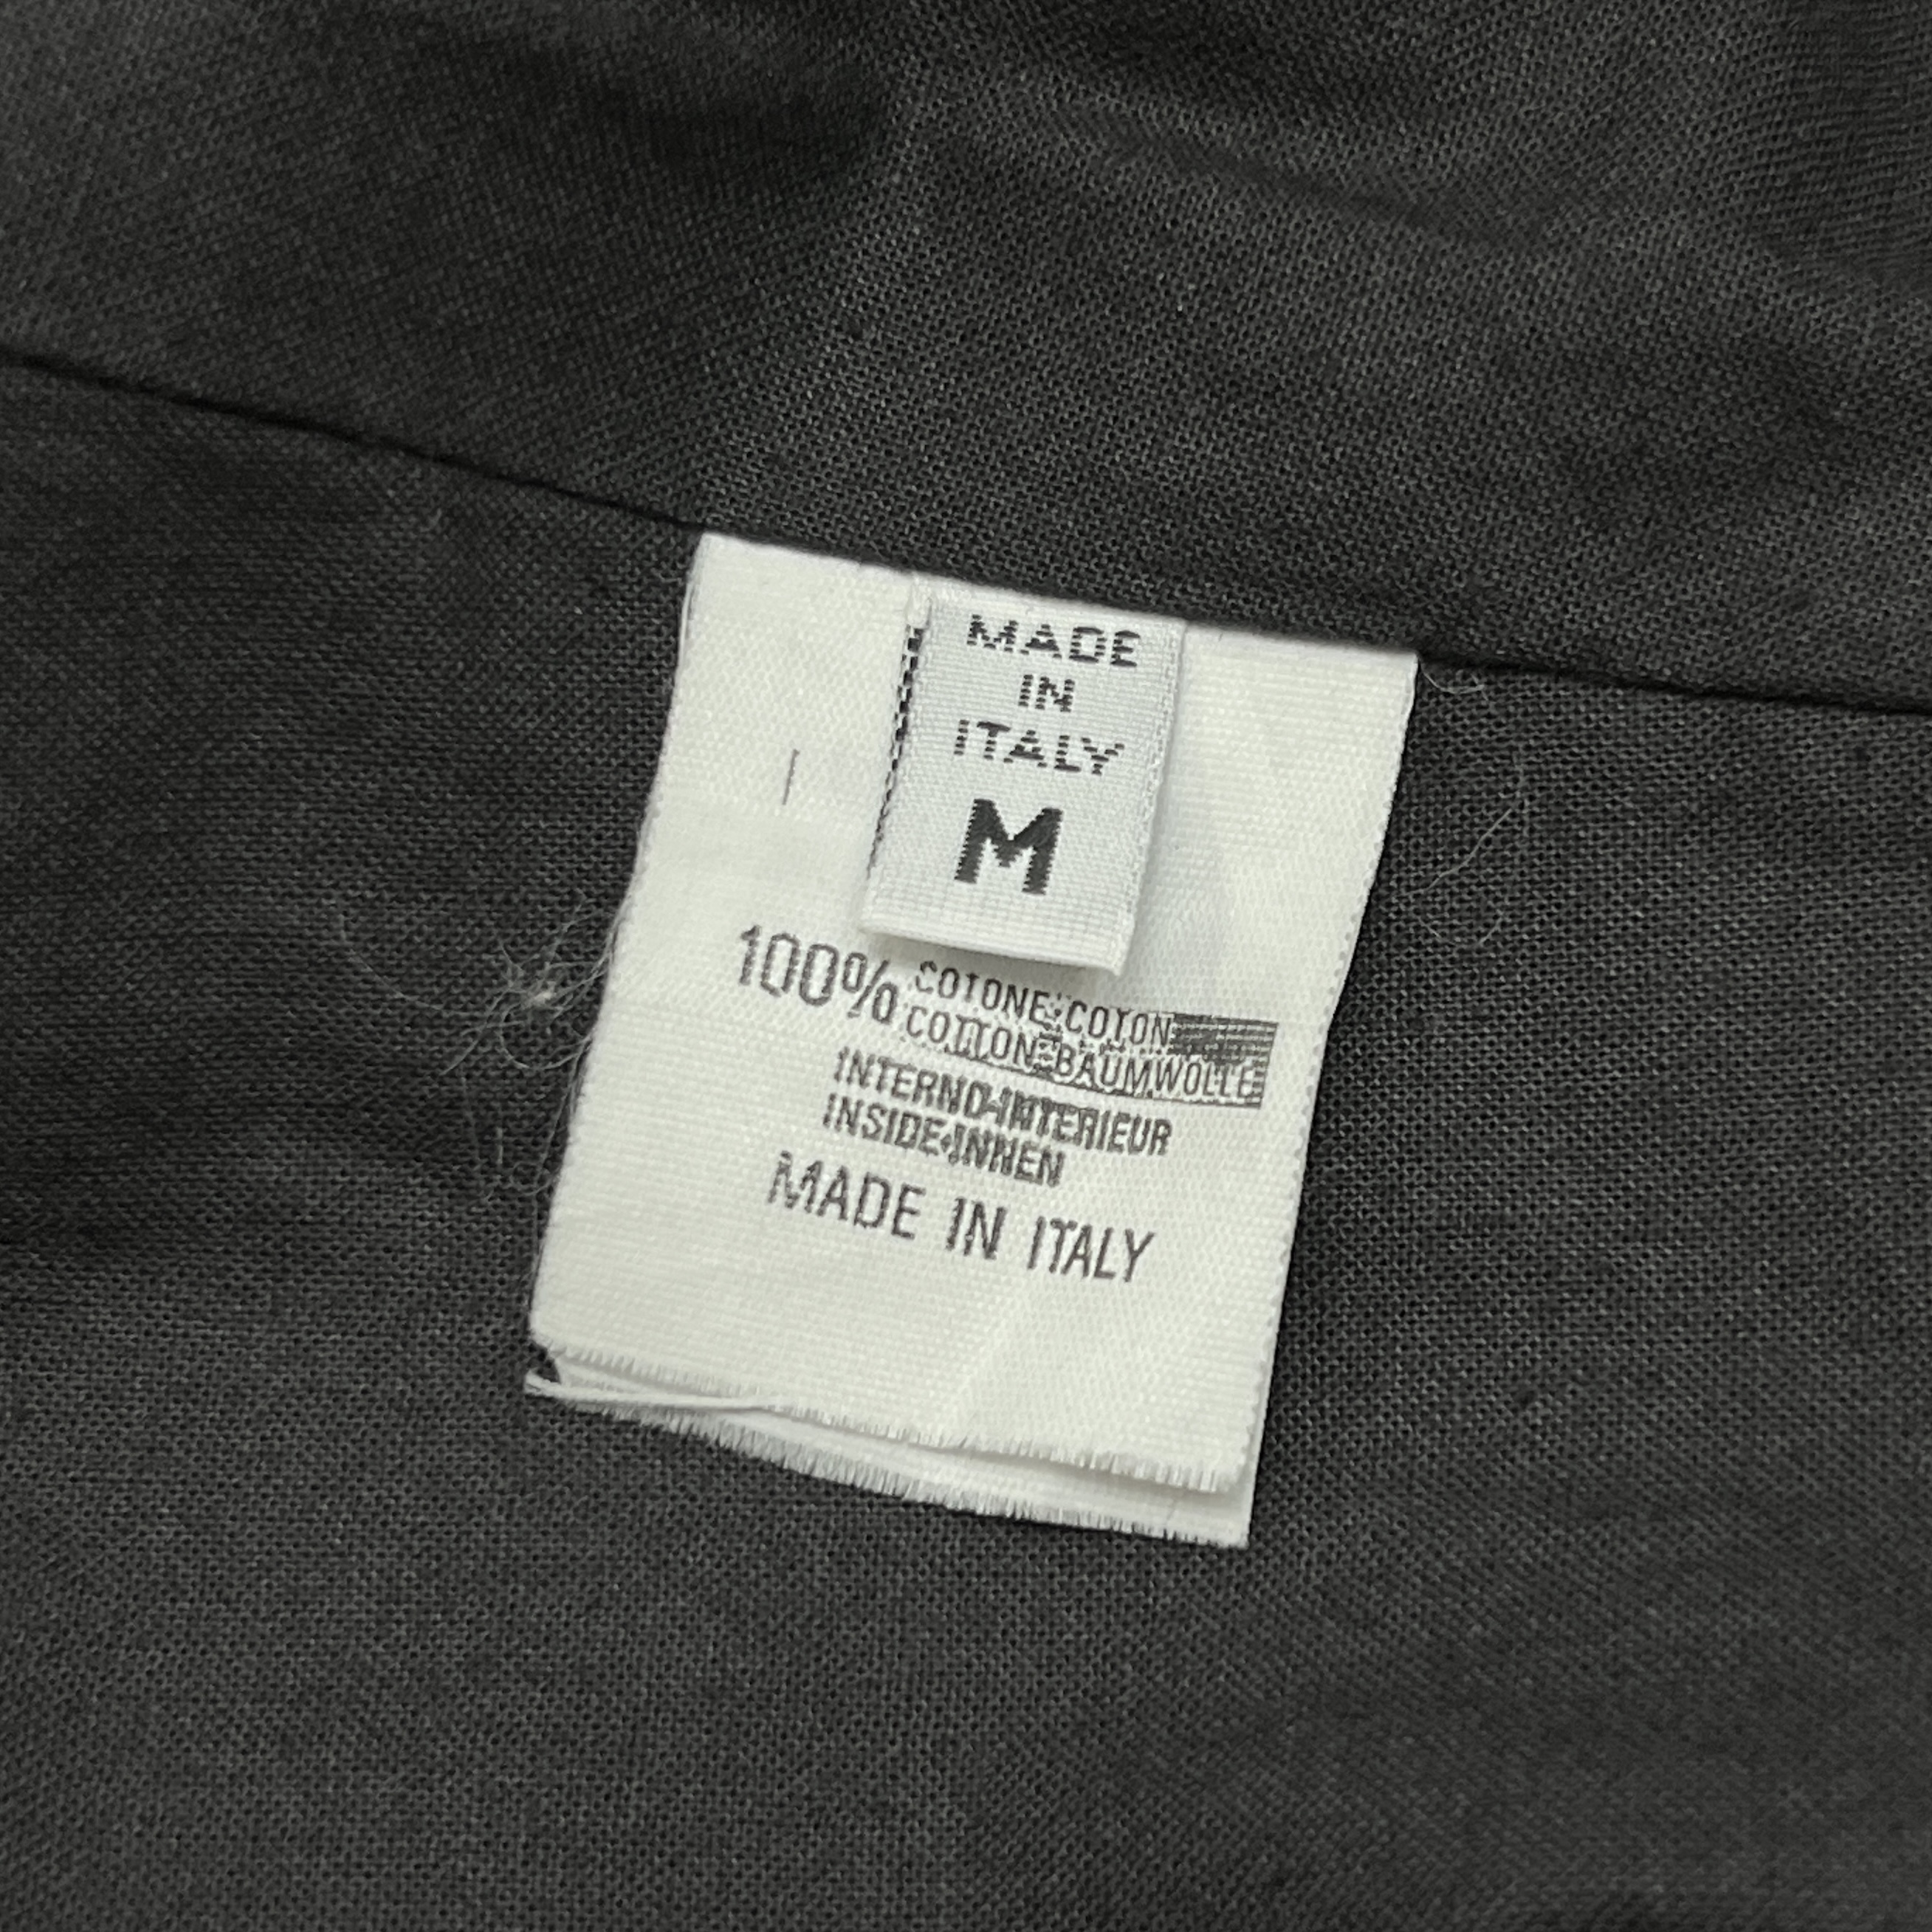 MADE
IN
ITALY
M
100% COTONE-COTON
COTTON-BAUMWOLLE
INTERNO-INTERIEUR
INSIDE-INNEN
MADE IN ITALY